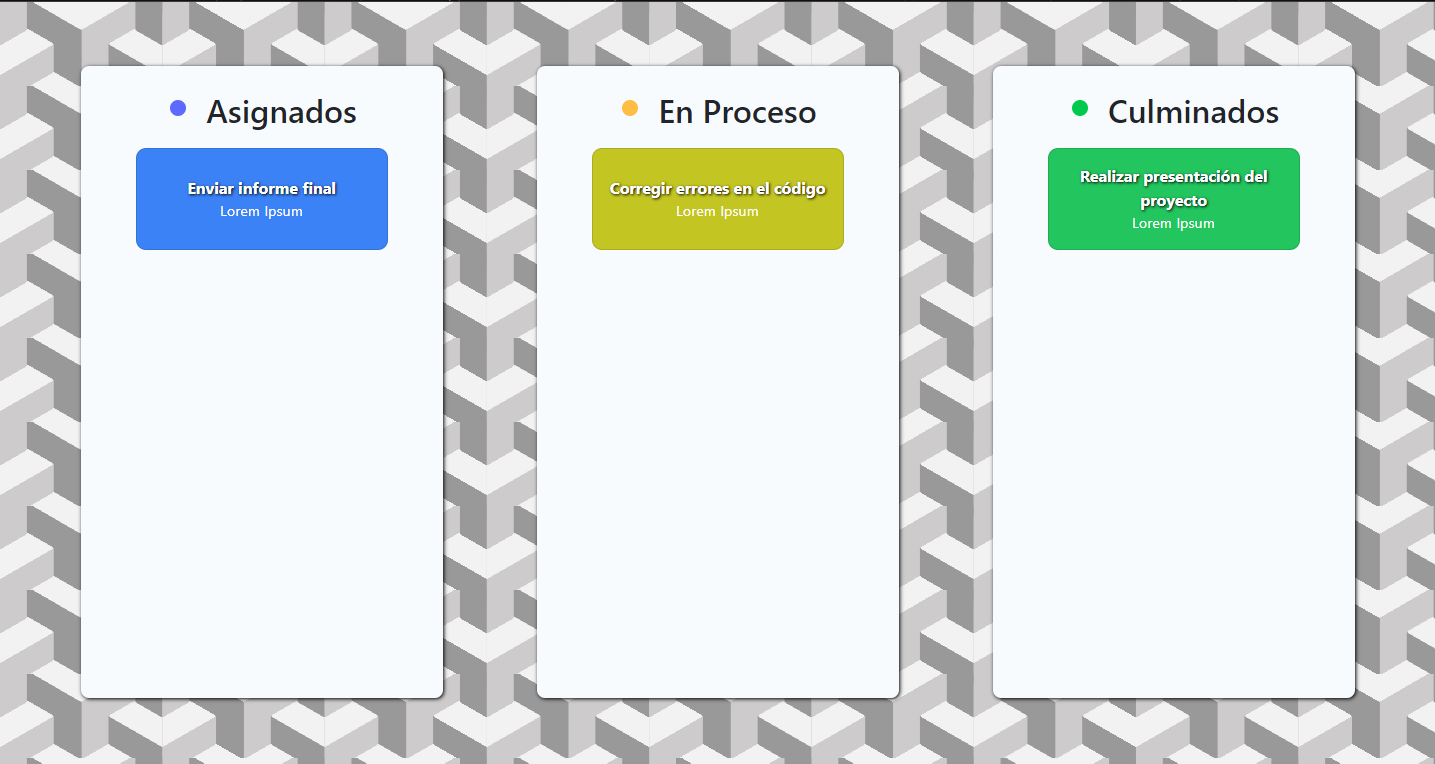 Asignados
Enviar informe final
Lorem Ipsum
En Proceso
Corregir errores en el código
Lorem Ipsum
Culminados
Realizar presentación del
proyecto
Lorem Ipsum